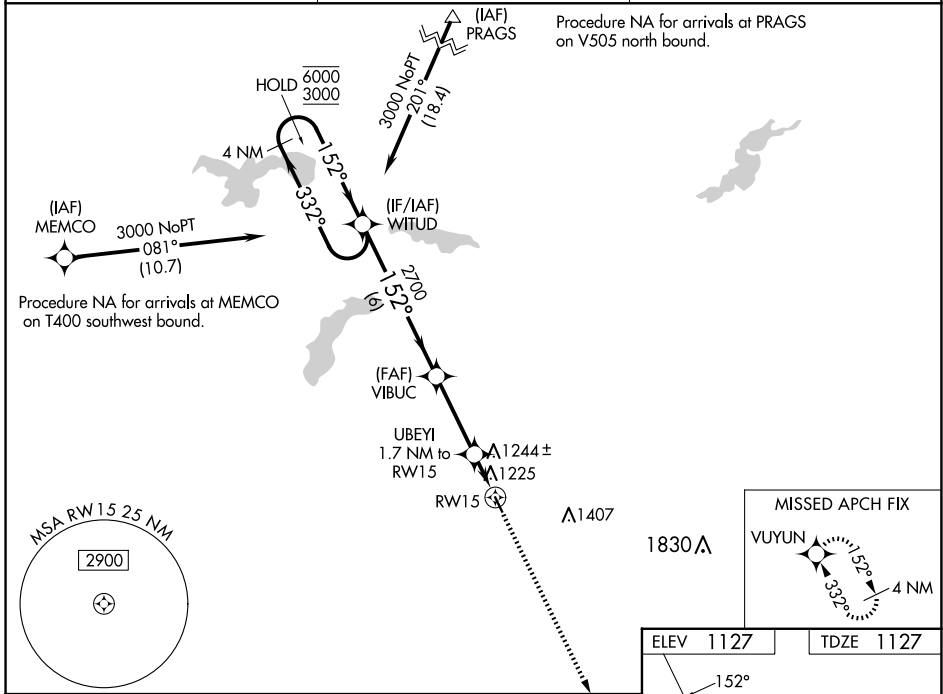 (IAF)
PRAGS
Procedure NA for arrivals at PRAGS
on V505 north bound.
HOLD
6000
3000
3000 NoPT
201°
(18.4)
4 NM
152°
332°
(IAF)
MEMCO
3000 NoPT
081°
(10.7)
(IF/IAF)
WITUD
Procedure NA for arrivals at MEMCO
on T400 southwest bound.
2700
152°
(6)
(FAF)
VIBUC
UBEYI
1.7 NM to
RW15
1244±
1225
RW15
1407
1830
MSA RW15 25 NM
2900
MISSED APCH FIX
VUYUN
152°
332°
4 NM
ELEV 1127
TDZE 1127
152°